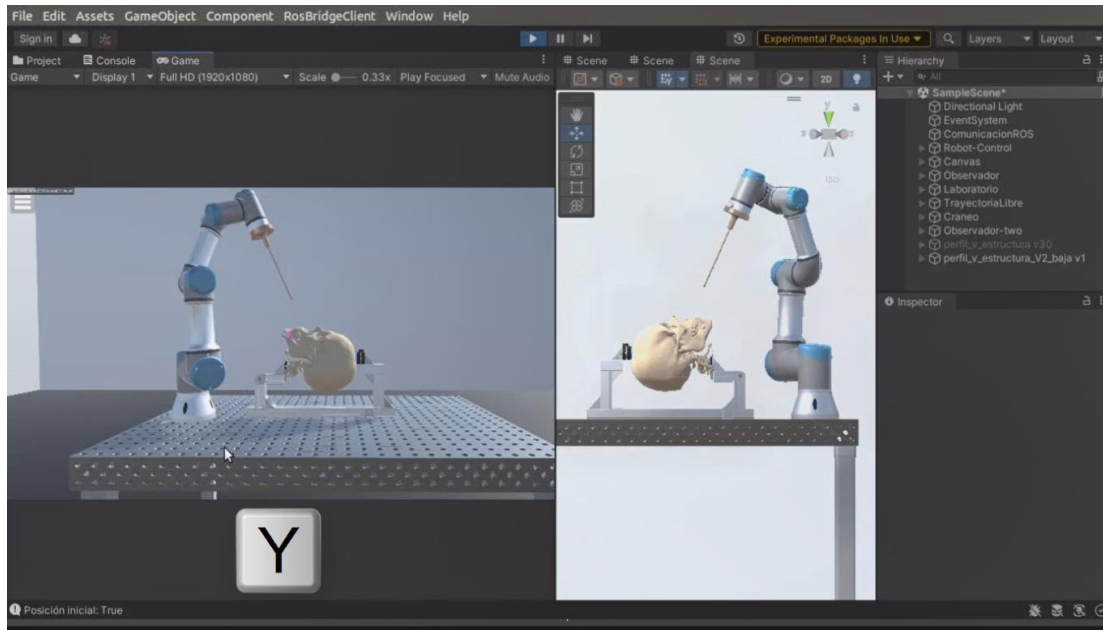 File Edit Assets GameObject Component RosBridgeClient Window Help
Sign in
Experimental Packages In Use
Layers
Layout
Project
Console
Game
Scene
Scene
Scene
Hierarchy
Game
Display 1
Full HD (1920x1080)
Scale
0.33x
Play Focused
Mute Audio
2D
All
SampleScene*
Directional Light
EventSystem
ComunicacionROS
Robot-Control
Canvas
Observador
Laboratorio
TrayectoriaLibre
Craneo
Observador-two
perfil_v_estructura v30
perfil_v_estructura_V2_baja v1
y
Iso
Inspector
Y
Posición inicial: True